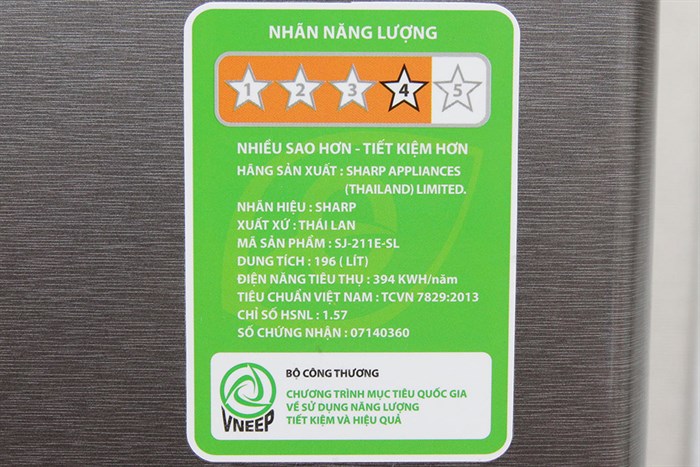 NHÃN NĂNG LƯỢNG
1 2 3 4 5
NHIỀU SAO HƠN - TIẾT KIỆM HƠN
HÃNG SẢN XUẤT : SHARP APPLIANCES
(THAILAND) LIMITED.
NHÃN HIỆU : SHARP
XUẤT XỨ : THÁI LAN
MÃ SẢN PHẨM : SJ-211E-SL
DUNG TÍCH : 196 ( LÍT)
ĐIỆN NĂNG TIÊU THỤ : 394 KWH/năm
TIÊU CHUẨN VIỆT NAM : TCVN 7829:2013
CHỈ SỐ HSNL : 1.57
SỐ CHỨNG NHẬN : 07140360
BỘ CÔNG THƯƠNG
CHƯƠNG TRÌNH MỤC TIÊU QUỐC GIA
VỀ SỬ DỤNG NĂNG LƯỢNG
TIẾT KIỆM VÀ HIỆU QUẢ
VNEEP